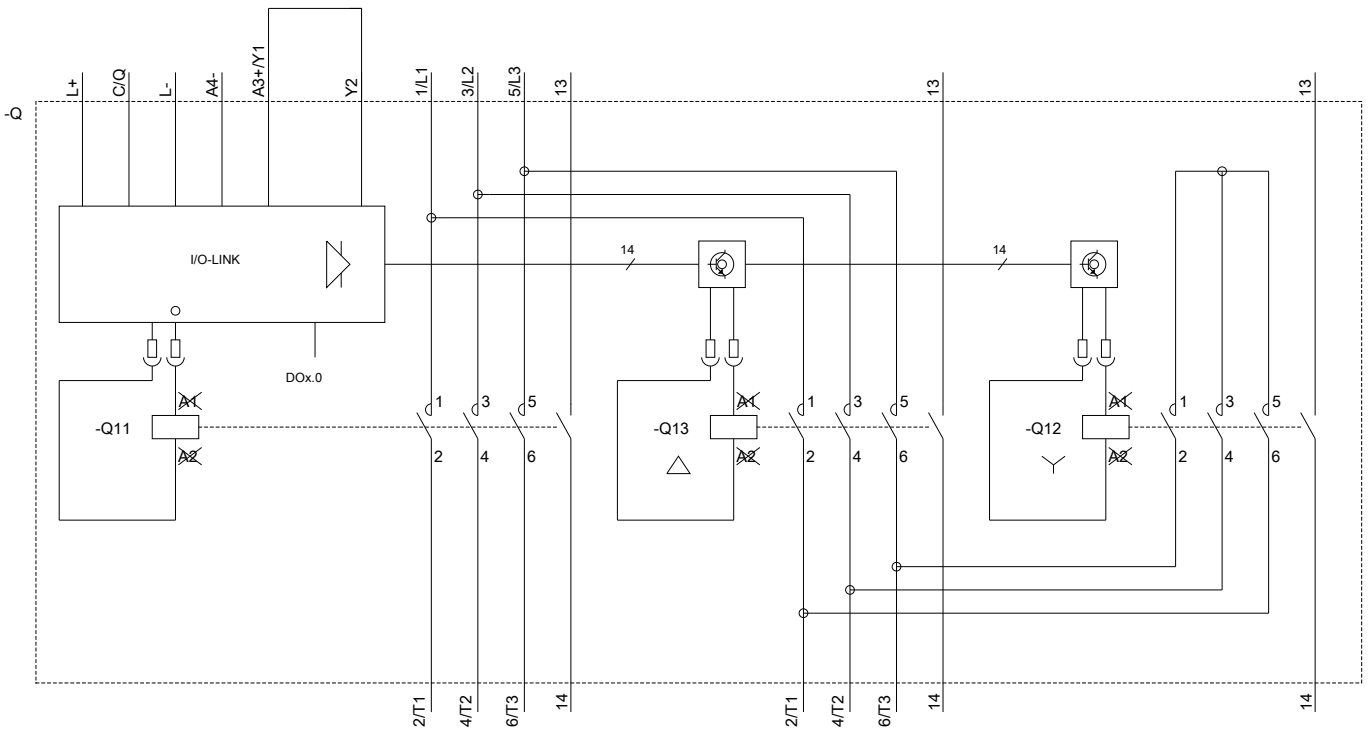 L+
C/Q
L-
A4-
A3+/Y1
Y2
1/L1
3/L2
5/L3
13
13
13
-Q
I/O-LINK
14
14
DOx.0
-Q11
A1
A2
1
3
5
2
4
6
-Q13
A1
A2
1
3
5
2
4
6
-Q12
A1
A2
1
3
5
2
4
6
2/T1
4/T2
6/T3
14
2/T1
4/T2
6/T3
14
14